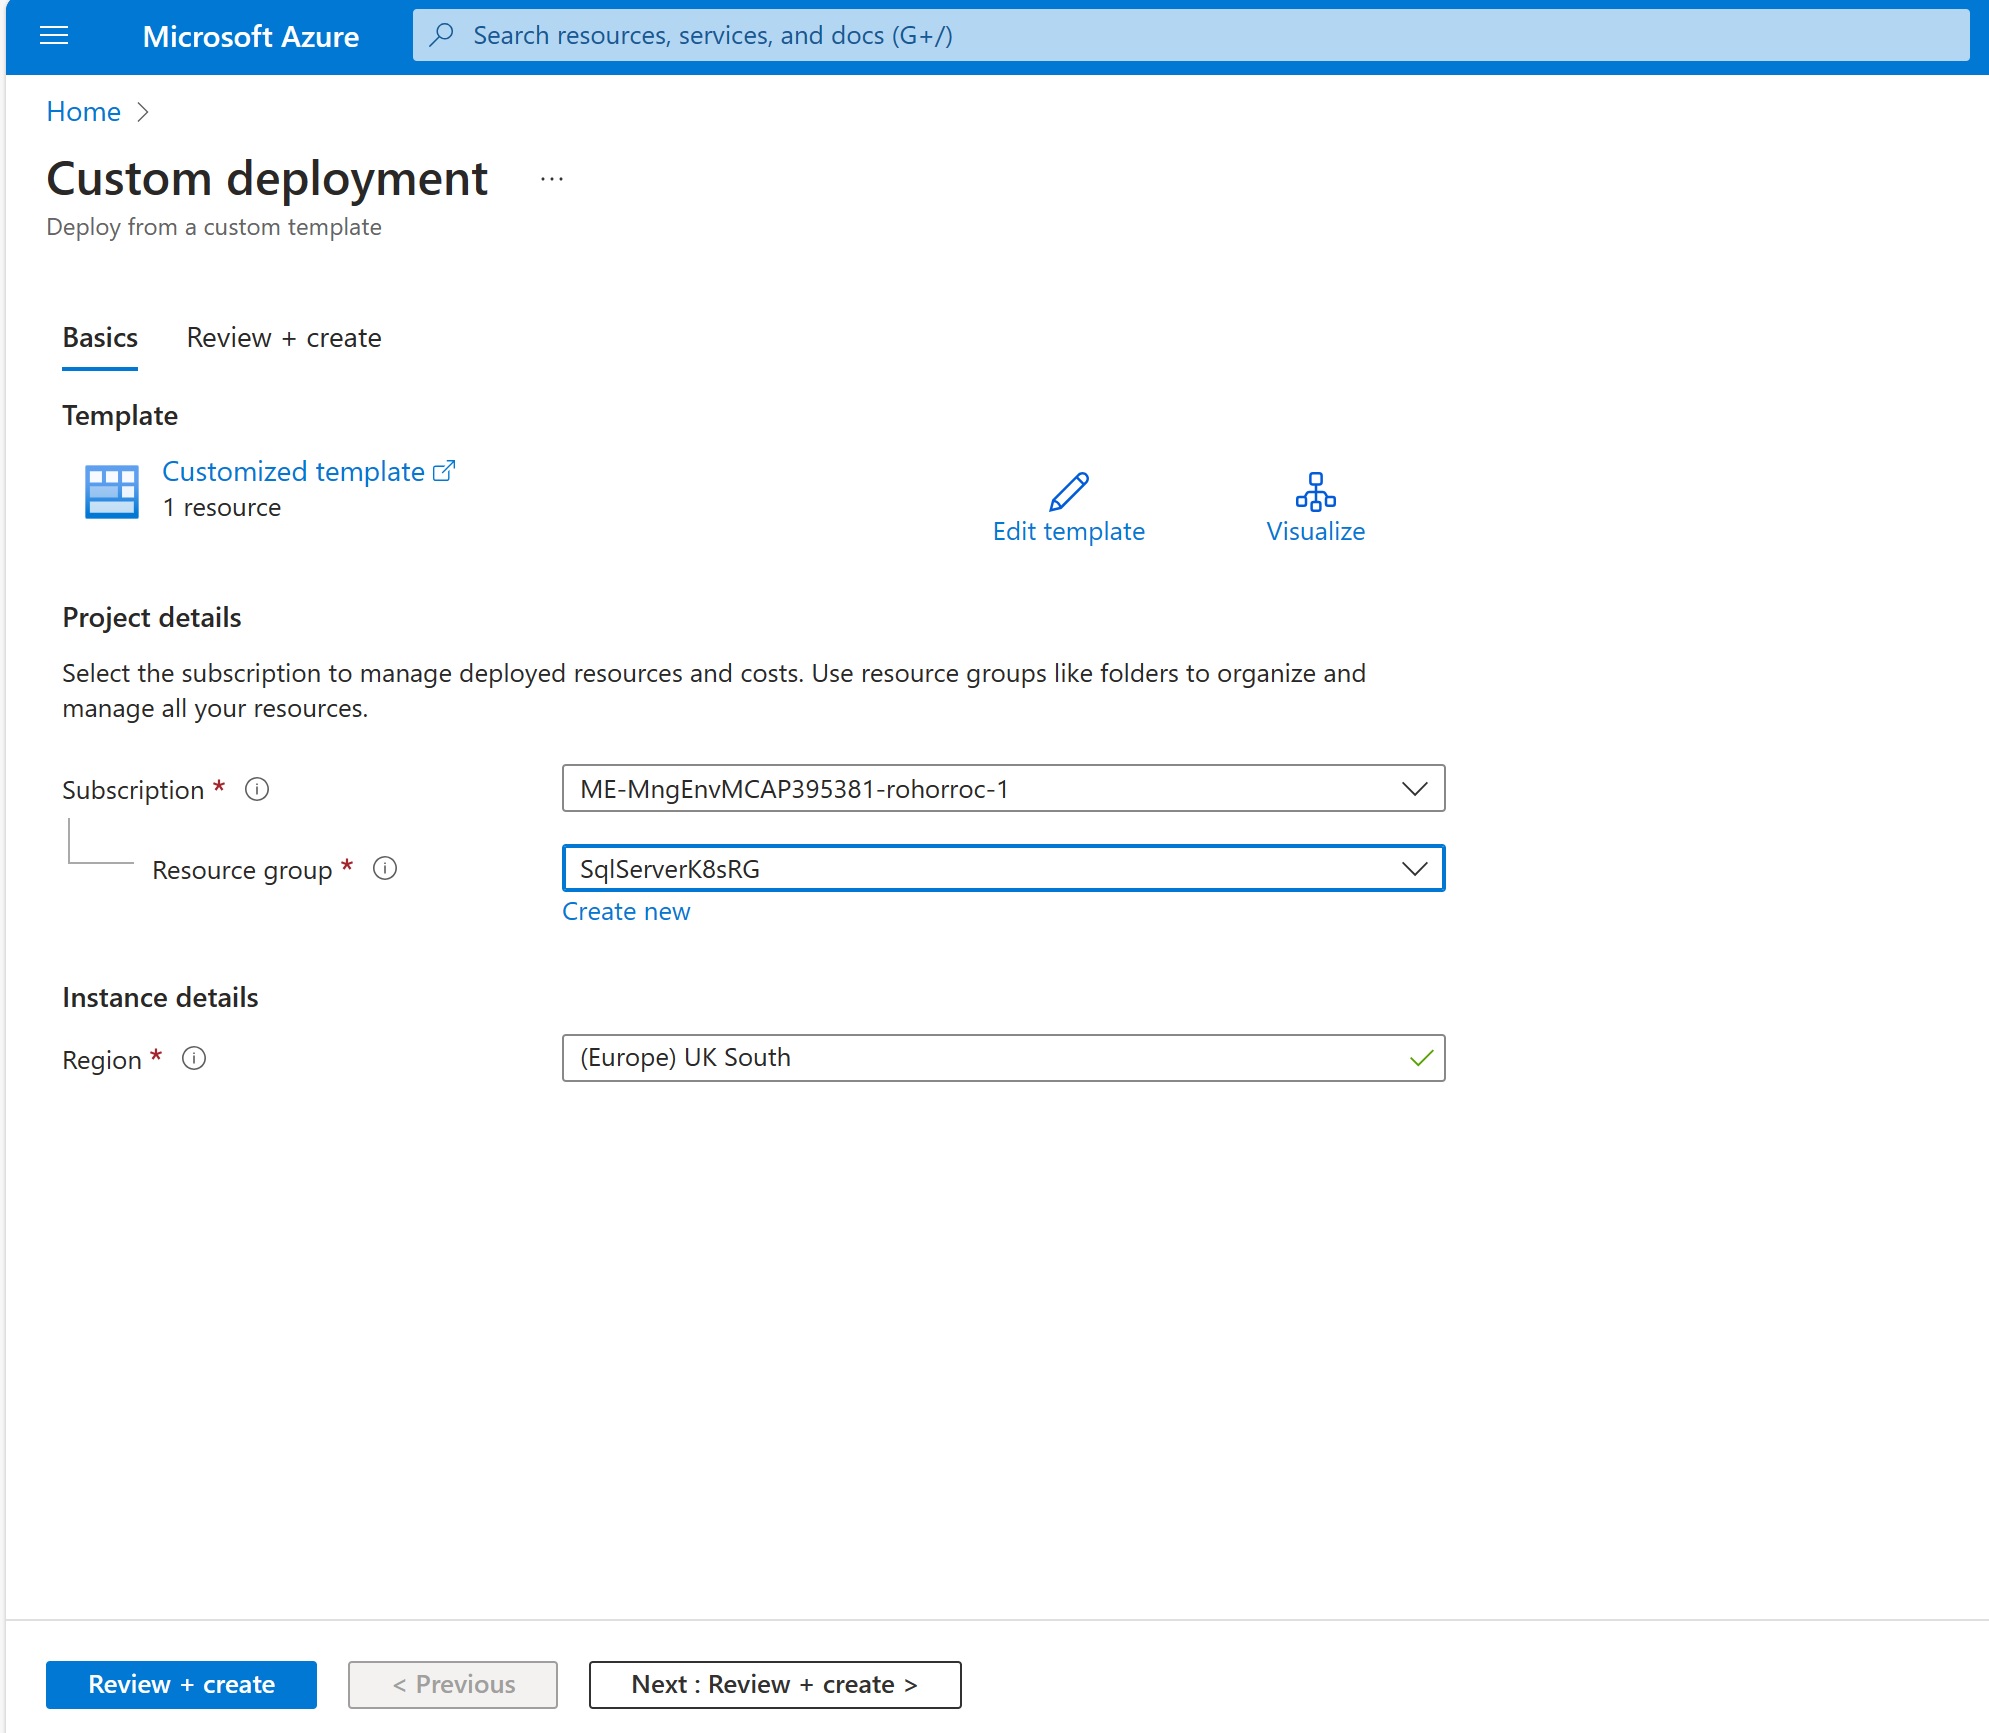 Microsoft Azure
Search resources, services, and docs (G+/)
Home
Custom deployment
Deploy from a custom template
Basics
Review + create
Template
Customized template
1 resource
Edit template
Visualize
Project details
Select the subscription to manage deployed resources and costs. Use resource groups like folders to organize and
manage all your resources.
Subscription *
ME-MngEnvMCAP395381-rohorroc-1
Resource group *
SqlServerK8sRG
Create new
Instance details
Region *
(Europe) UK South
Review + create
< Previous
Next : Review + create >